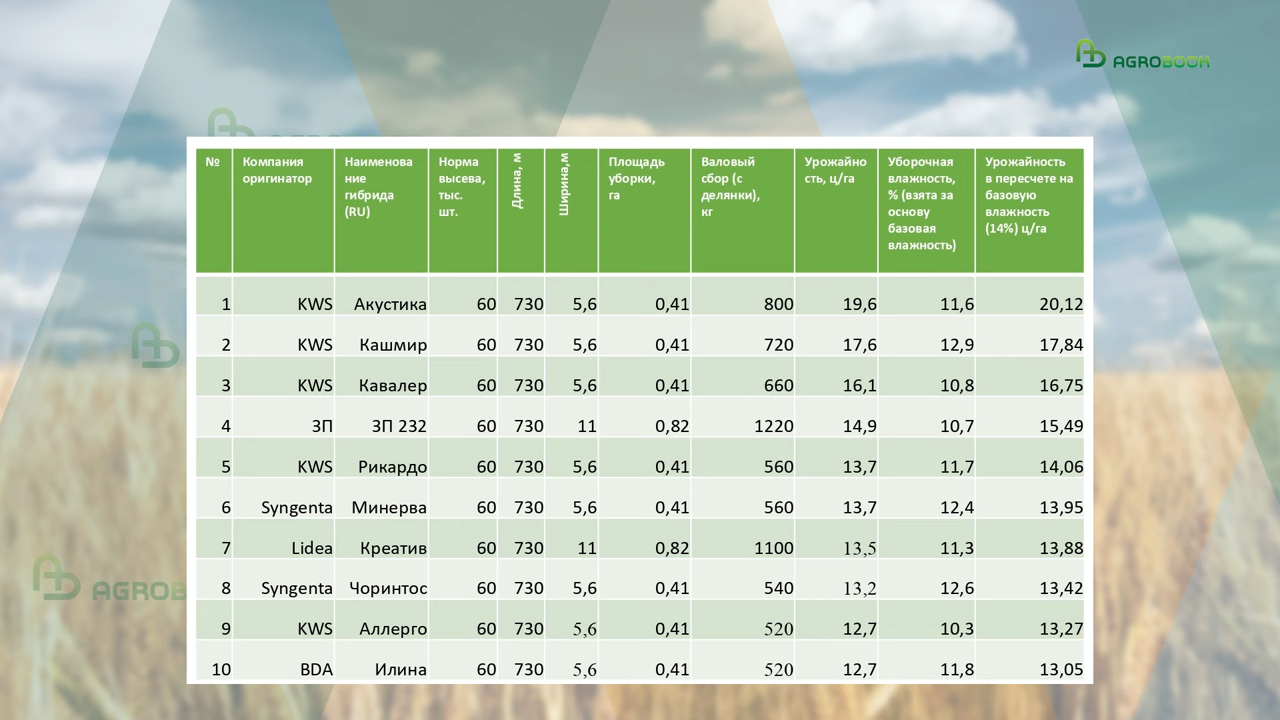 AGROBOOK
№ Компания оригинатор Наименование гибрида (RU) Норма высева, тыс. шт. Длина, м Ширина,м Площадь уборки, га Валовый сбор (с делянки), кг Урожайность, ц/га Уборочная влажность, % (взята за основу базовая влажность) Урожайность в пересчете на базовую влажность (14%) ц/га
1 KWS Акустика 60 730 5,6 0,41 800 19,6 11,6 20,12
2 KWS Кашмир 60 730 5,6 0,41 720 17,6 12,9 17,84
3 KWS Кавалер 60 730 5,6 0,41 660 16,1 10,8 16,75
4 ЗП ЗП 232 60 730 11 0,82 1220 14,9 10,7 15,49
5 KWS Рикардо 60 730 5,6 0,41 560 13,7 11,7 14,06
6 Syngenta Минерва 60 730 5,6 0,41 560 13,7 12,4 13,95
7 Lidea Креатив 60 730 11 0,82 1100 13,5 11,3 13,88
8 Syngenta Чоринтос 60 730 5,6 0,41 540 13,2 12,6 13,42
9 KWS Аллерго 60 730 5,6 0,41 520 12,7 10,3 13,27
10 BDA Илина 60 730 5,6 0,41 520 12,7 11,8 13,05
AGROB